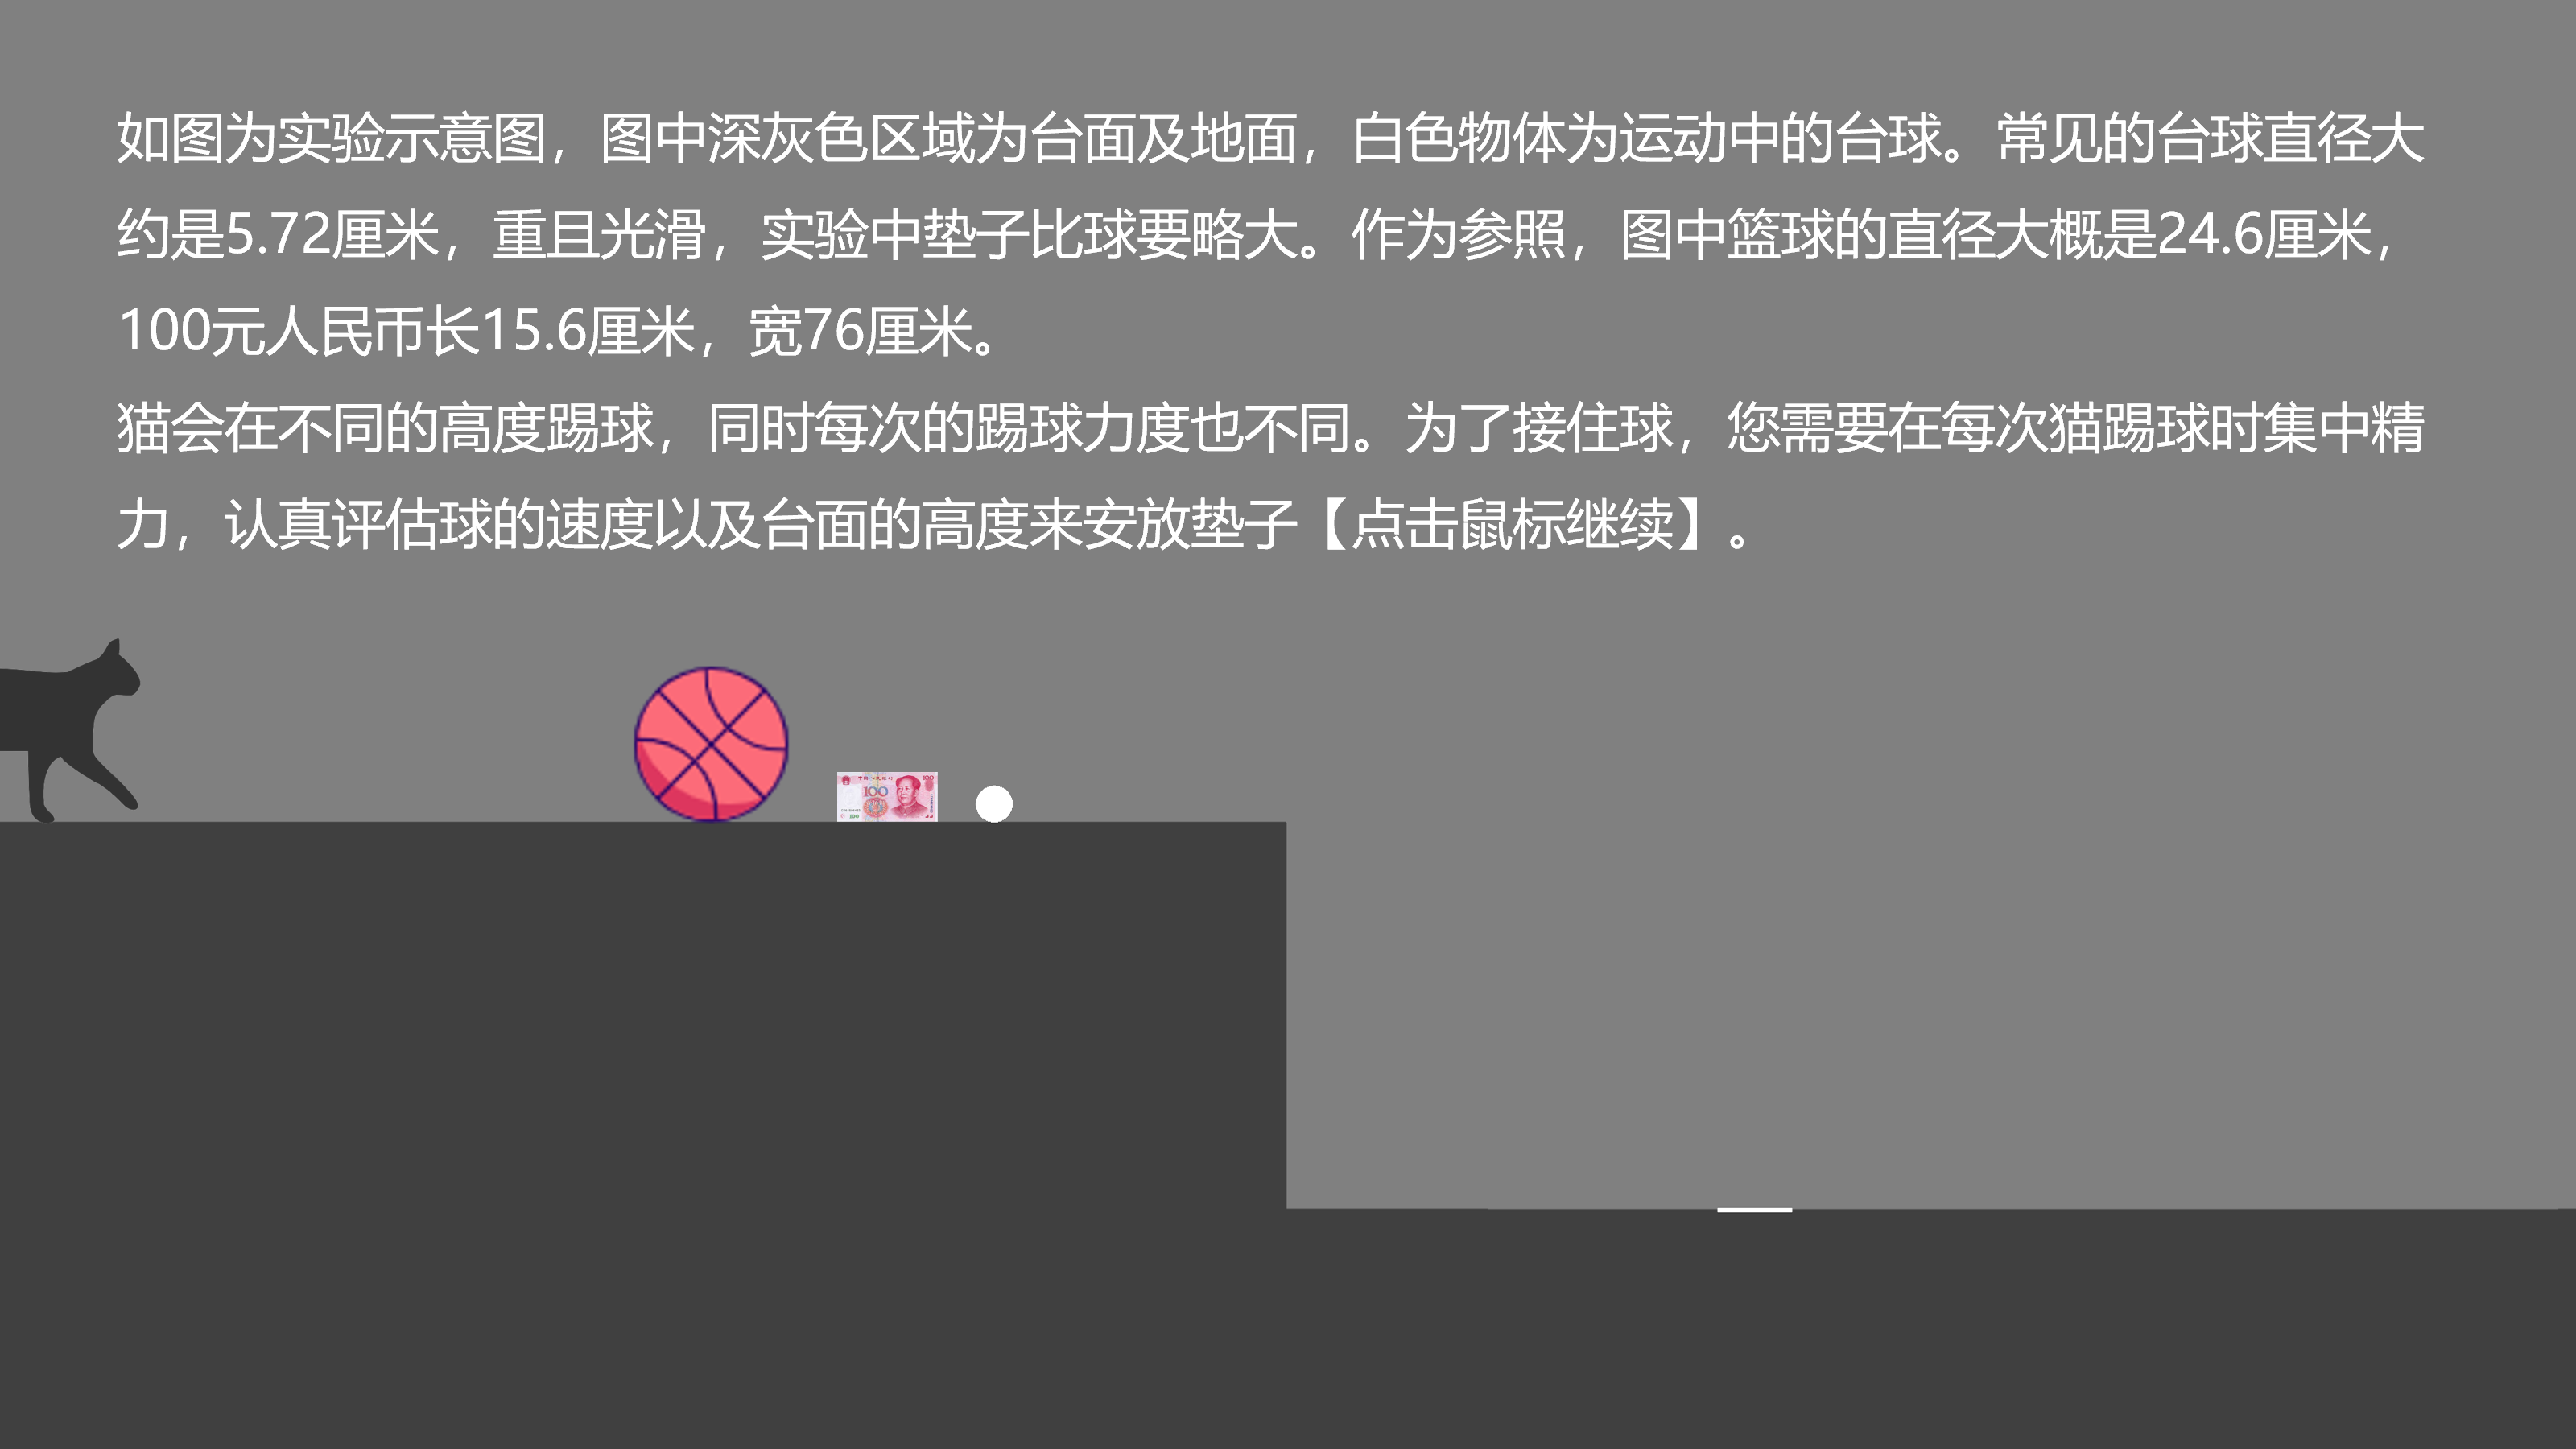 如图为实验示意图，图中深灰色区域为台面及地面，白色物体为运动中的台球。常见的台球直径大
约是5.72厘米，重且光滑，实验中垫子比球要略大。作为参照，图中篮球的直径大概是24.6厘米，
100元人民币长15.6厘米，宽76厘米。
猫会在不同的高度踢球，同时每次的踢球力度也不同。为了接住球，您需要在每次猫踢球时集中精
力，认真评估球的速度以及台面的高度来安放垫子【点击鼠标继续】。
100
100
100